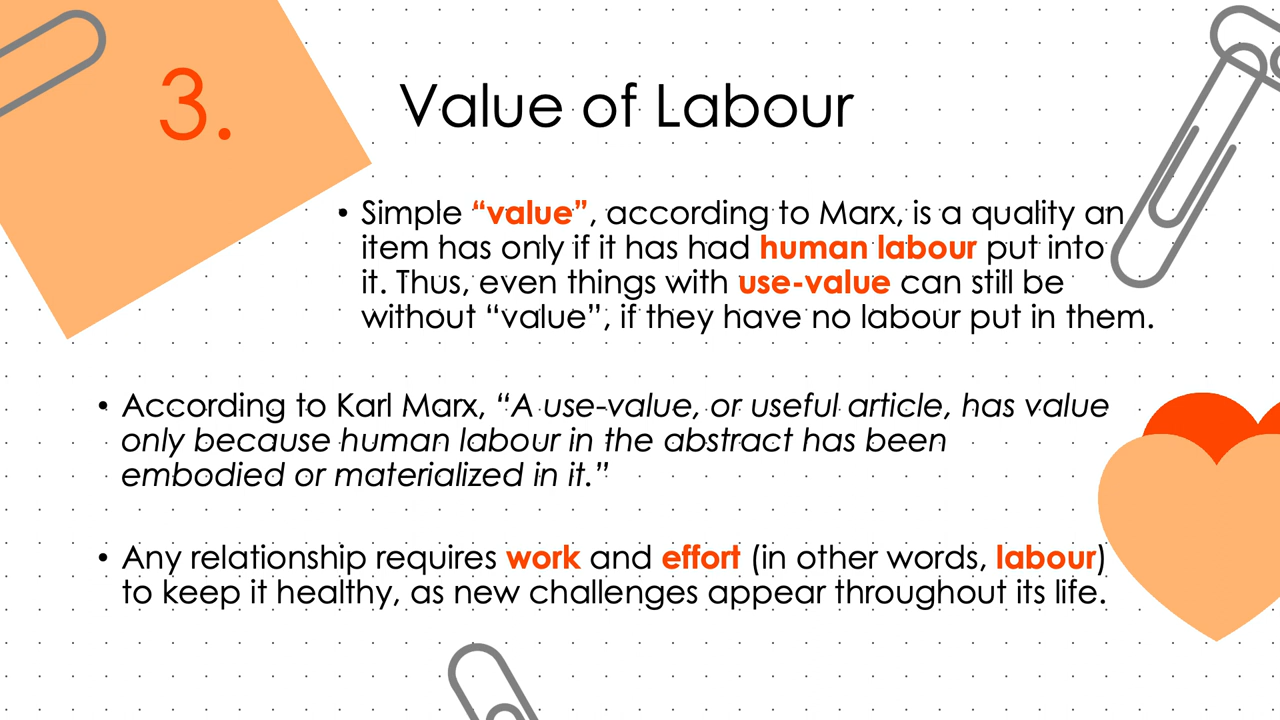 3.
Value of Labour
• Simple “value”, according to Marx, is a quality an
item has only if it has had human labour put into
it. Thus, even things with use-value can still be
without “value”, if they have no labour put in them.
• According to Karl Marx, “A use-value, or useful article, has value
only because human labour in the abstract has been
embodied or materialized in it.”
• Any relationship requires work and effort (in other words, labour)
to keep it healthy, as new challenges appear throughout its life.